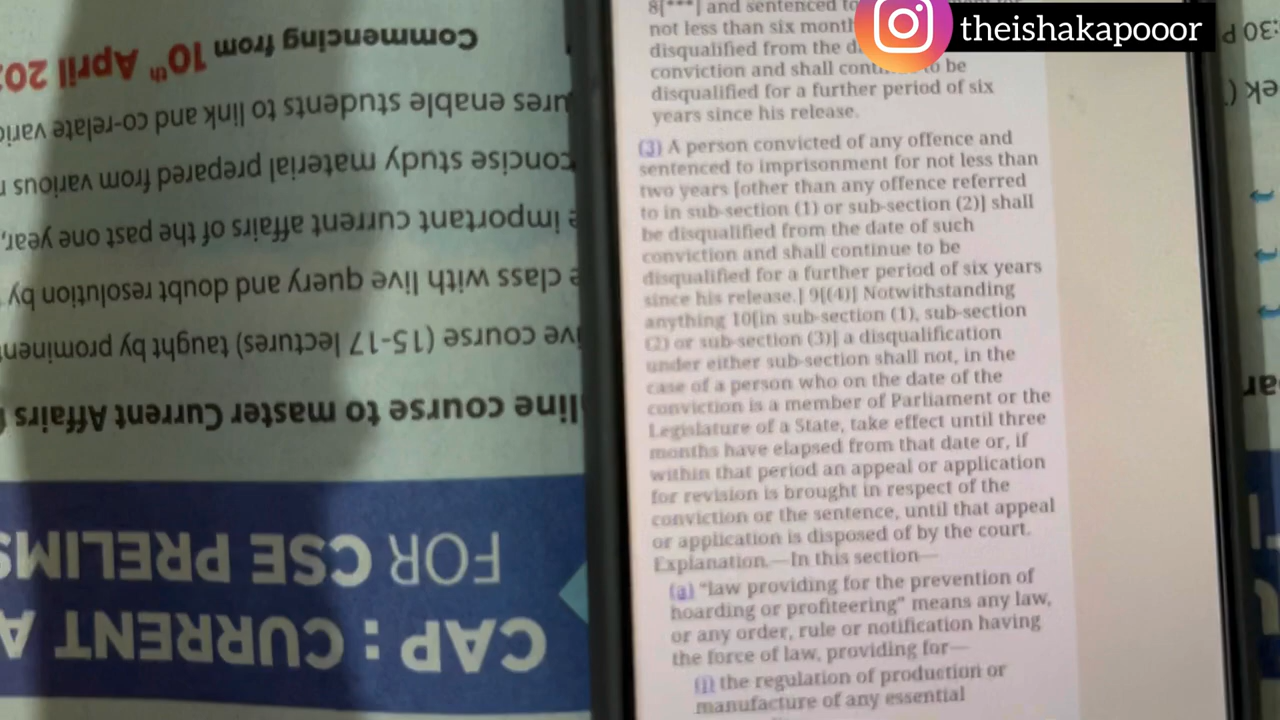 theishakapooor
8[***] and sentenced to
not less than six month
disqualified from the d
conviction and shall to be
disqualified for a further period of six
years since his release.
(3) A person convicted of any offence and
sentenced to imprisonment for not less than
two years [other than any offence referred
to in sub-section (1) or sub-section (2)] shall
be disqualified from the date of such
conviction and shall continue to be
disqualified for a further period of six years
since his release.] 9[(4)] Notwithstanding
anything 10[in sub-section (1), sub-section
(2) or sub-section (3)] a disqualification
under either sub-section shall not, in the
case of a person who on the date of the
conviction is a member of Parliament or the
Legislature of a State, take effect until three
months have elapsed from that date or, if
within that period an appeal or application
for revision is brought in respect of the
conviction or the sentence, until that appeal
or application is disposed of by the court.
Explanation.—In this section—
(a) "law providing for the prevention of
hoarding or profiteering" means any law,
or any order, rule or notification having
the force of law, providing for—
(i) the regulation of production or
manufacture of any essential
CAP : CURRENT A
FOR CSE PRELIMS
line course to master Current Affairs
ive course (15-17 lectures) taught by prominent
e class with live query and doubt resolution by
e important current affairs of the past one year,
concise study material prepared from various
ures enable students to link and co-relate vario
Commencing from 10th April 202
:30 P
ek (
ar